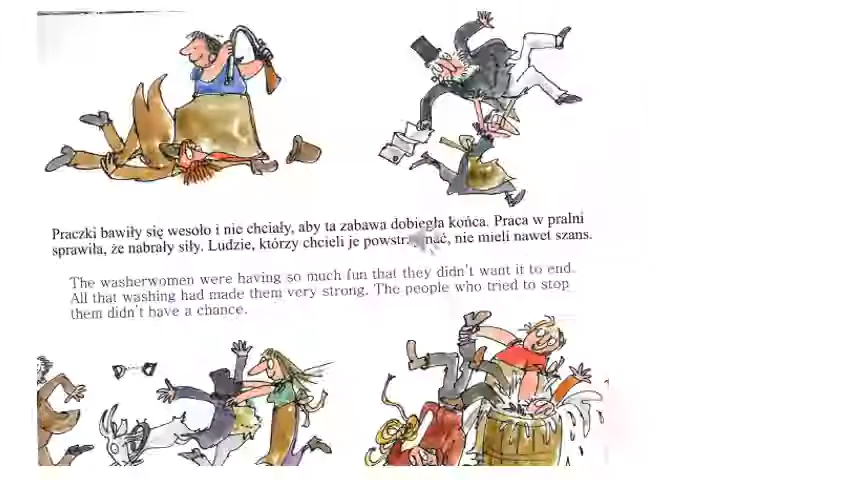 Praczki bawiły się wesoło i nie chciały, aby ta zabawa dobiegła końca. Praca w pralni
sprawiła, że nabrały siły. Ludzie, którzy chcieli je nie mieli nawet szans.
The washerwomen were having so much fun that they didn't want it to end.
All that washing had made them very strong. The people who tried to stop
them didn't have a chance.